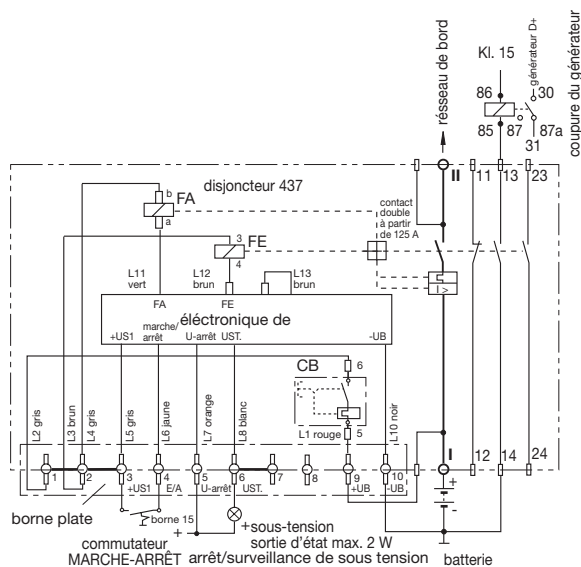 réseau de bord
générateur D+
coupure du générateur
Kl. 15
86
30
85
87
87a
31
b
FA
a
disjoncteur 437
II
11
13
23
contact
double
à partir
de 125 A
3
FE
4
L11
vert
L12
brun
L13
brun
FA
FE
I >
éléctronique de
+US1
marche/
arrêt
U-arrêt
UST.
-UB
CB
6
5
L1 rouge
L2 gris
L3 brun
L4 gris
L5 gris
L6 jaune
L7 orange
L8 blanc
L10 noir
1
2
3
4
5
6
7
8
9
10
I
12
14
24
+US1
E/A
U-arrêt
UST.
+UB
-UB
borne plate
borne 15
+
-
+
+sous-tension
sortie d'état max. 2 W
commutateur
MARCHE-ARRÊT
arrêt/surveillance de sous tension
batterie